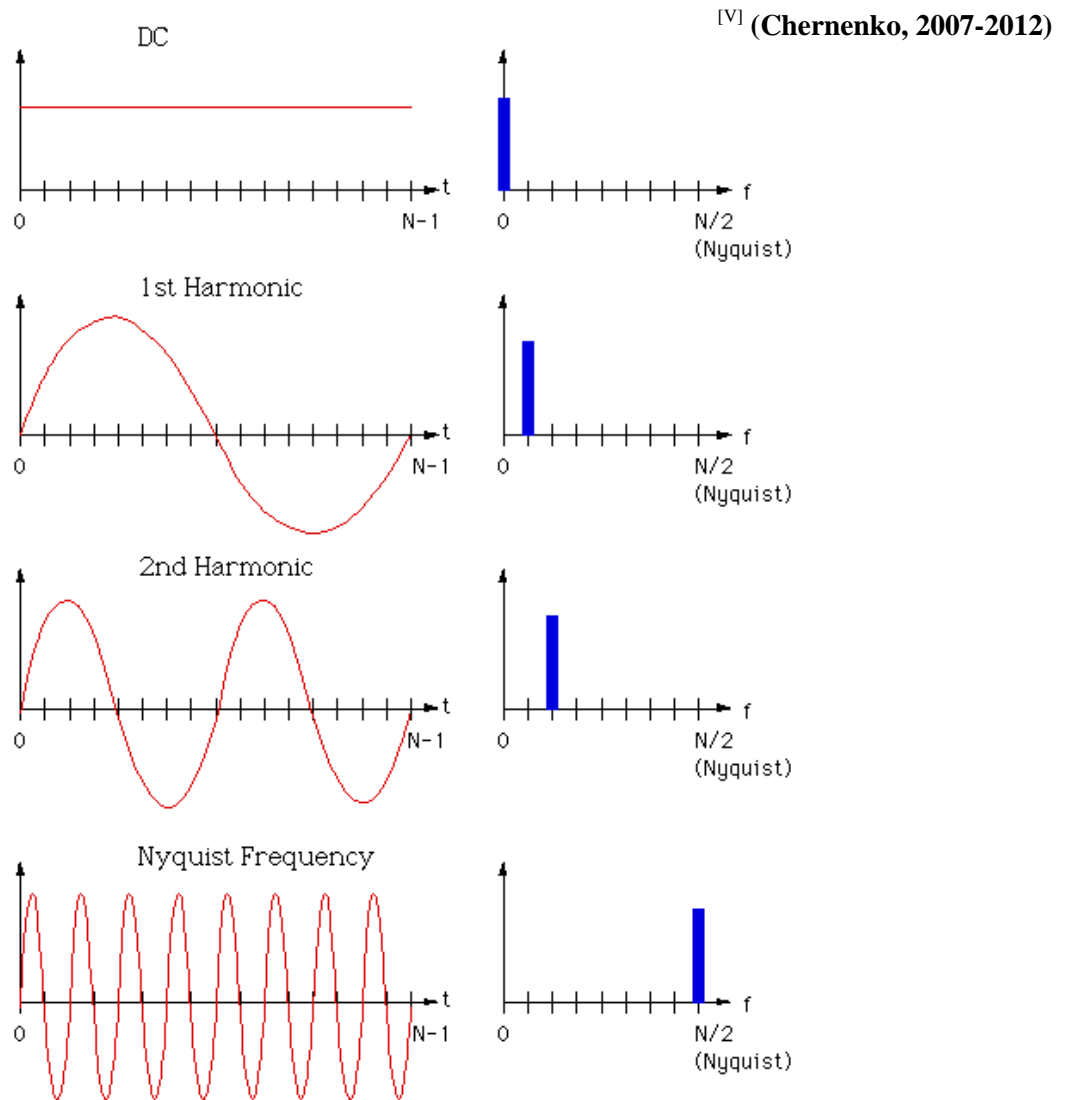 [V] (Chernenko, 2007-2012)
DC
t
0
N-1
f
0
N/2
(Nyquist)
1st Harmonic
t
0
N-1
f
0
N/2
(Nyquist)
2nd Harmonic
t
0
N-1
f
0
N/2
(Nyquist)
Nyquist Frequency
t
0
N-1
f
0
N/2
(Nyquist)